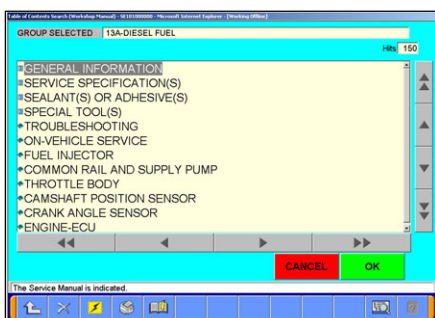 Table of Contents Search (Workshop Manual) - SE101000000 - Microsoft Internet Explorer - [Working Offline]
GROUP SELECTED 13A-DIESEL FUEL
Hits 150
GENERAL INFORMATION
SERVICE SPECIFICATION(S)
SEALANT(S) OR ADHESIVE(S)
SPECIAL TOOL(S)
TROUBLESHOOTING
ON-VEHICLE SERVICE
FUEL INJECTOR
COMMON RAIL AND SUPPLY PUMP
THROTTLE BODY
CAMSHAFT POSITION SENSOR
CRANK ANGLE SENSOR
ENGINE-ECU
CANCEL OK
The Service Manual is indicated.